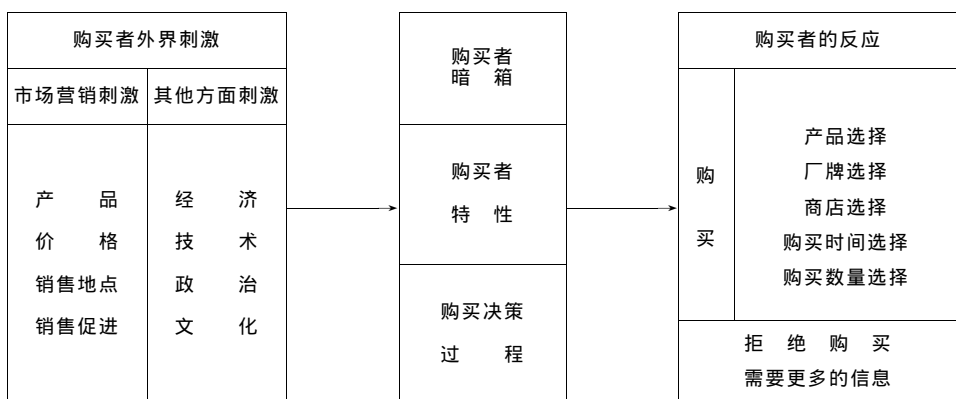 购买者外界刺激
市场营销刺激
其他方面刺激
产 品
价 格
销售地点
销售促进
经 济
技 术
政 治
文 化
购买者
暗 箱
购买者
特 性
购买决策
过 程
购买者的反应
购
买
产品选择
厂牌选择
商店选择
购买时间选择
购买数量选择
拒 绝 购 买
需要更多的信息